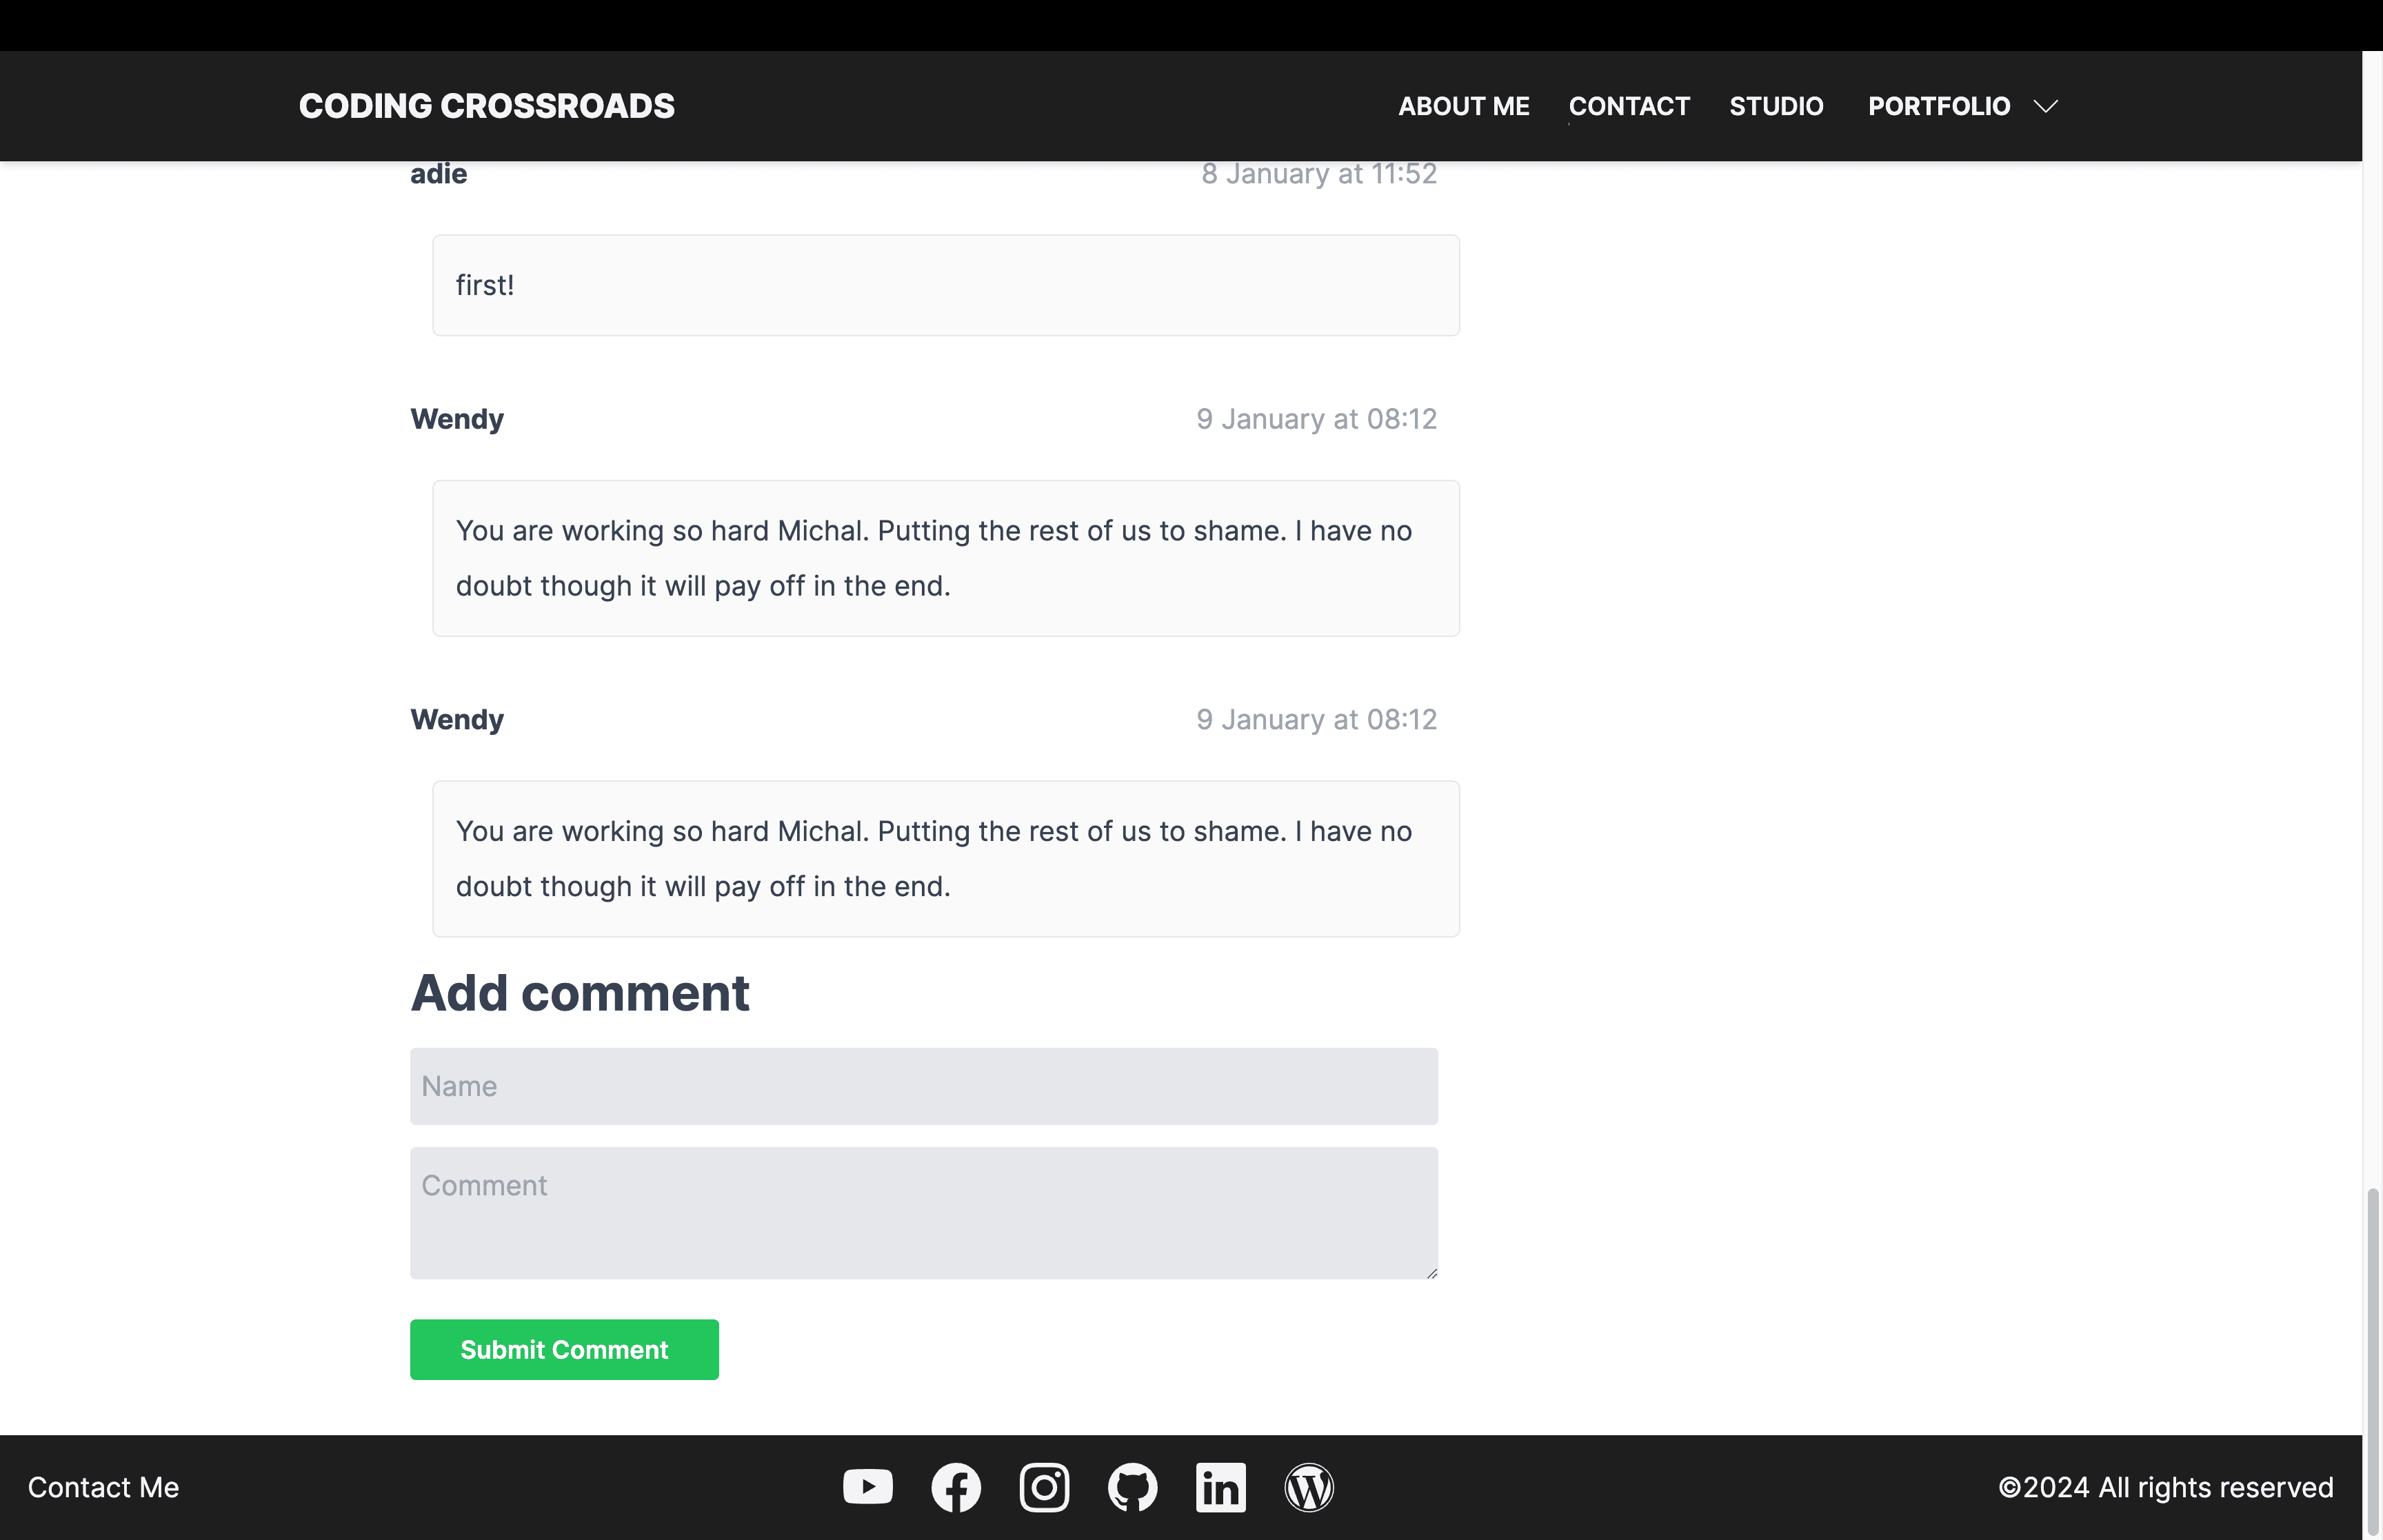 CODING CROSSROADS
ABOUT ME
CONTACT
STUDIO
PORTFOLIO
adie
8 January at 11:52
first!
Wendy
9 January at 08:12
You are working so hard Michal. Putting the rest of us to shame. I have no
doubt though it will pay off in the end.
Wendy
9 January at 08:12
You are working so hard Michal. Putting the rest of us to shame. I have no
doubt though it will pay off in the end.
Add comment
Name
Comment
Submit Comment
Contact Me
©2024 All rights reserved